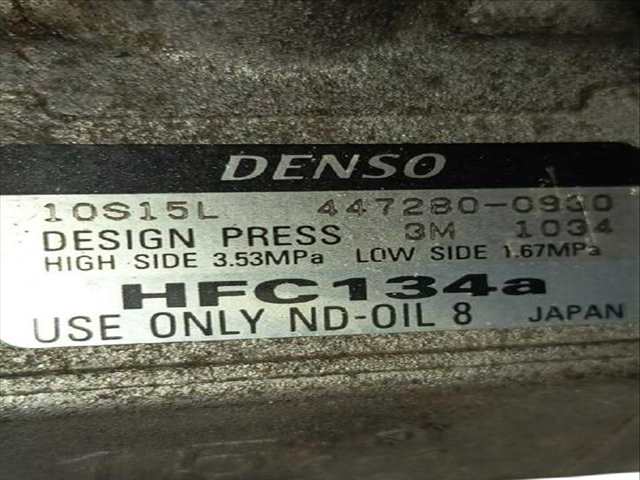 DENSO
10S15L 447280-0930
DESIGN PRESS 3M 1034
HIGH SIDE 3.53MPa LOW SIDE 1.67MPa
HFC134a
USE ONLY ND-OIL 8 JAPAN